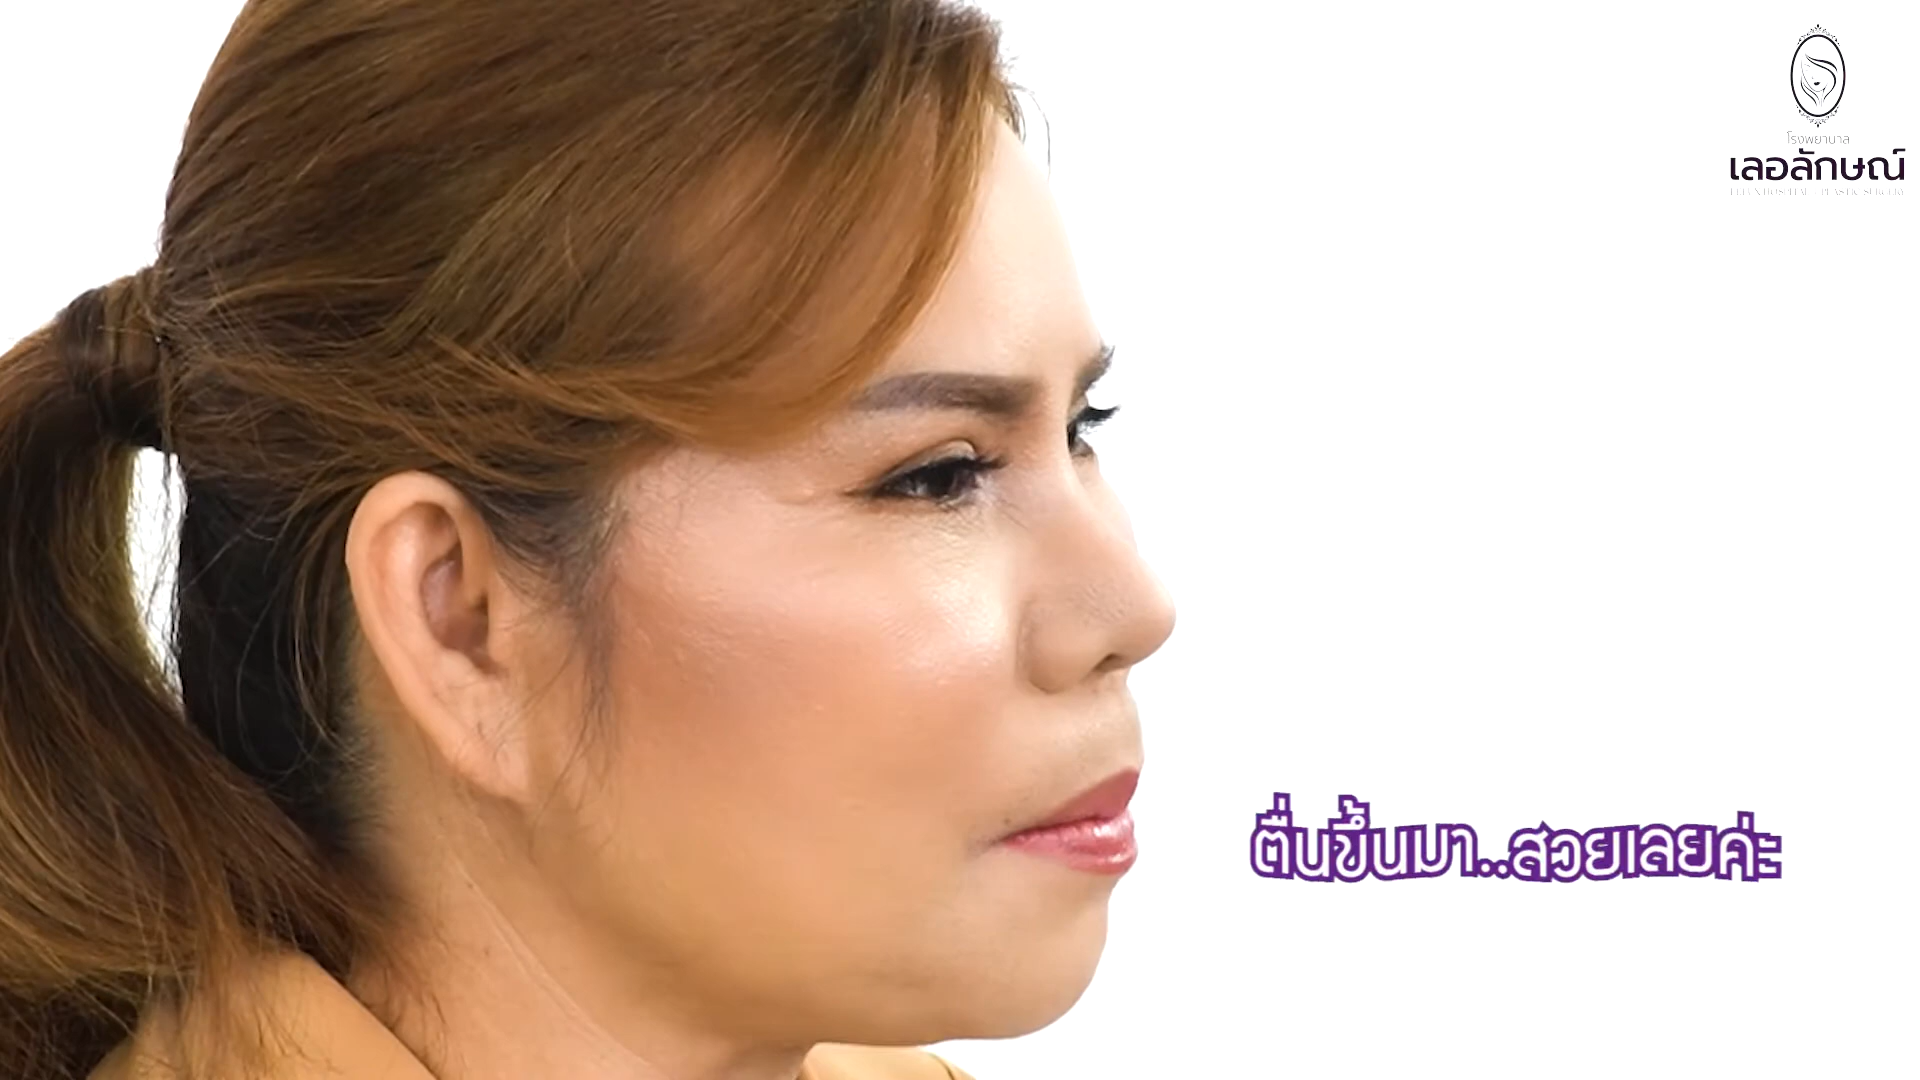 โรงพยาบาล
เลอลักษณ์
ตื่นขึ้นมา..สวยเลยค่ะ